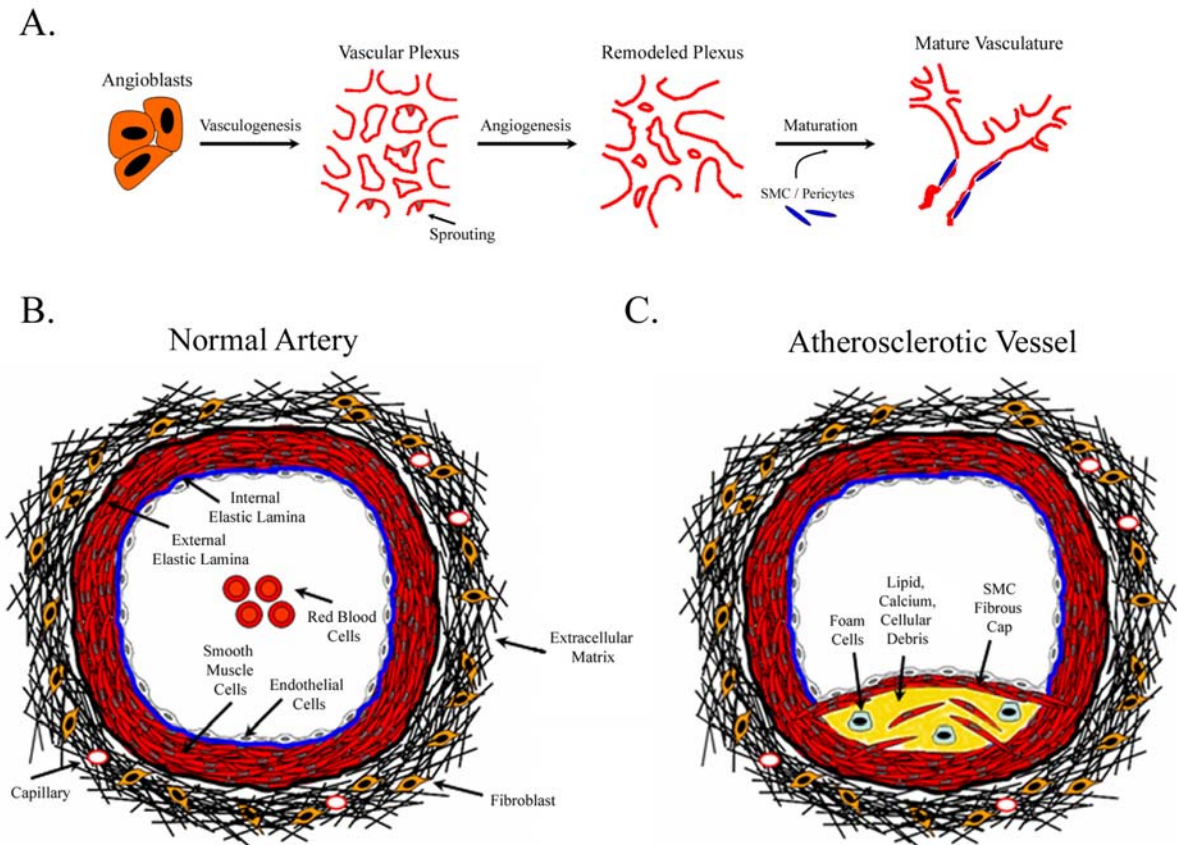 A.
Angioblasts
Vasculogenesis
Vascular Plexus
Sprouting
Angiogenesis
Remodeled Plexus
Maturation
SMC / Pericytes
Mature Vasculature
B.
Normal Artery
Internal
Elastic Lamina
External
Elastic Lamina
Red Blood
Cells
Smooth
Muscle
Cells
Endothelial
Cells
Extracellular
Matrix
Capillary
Fibroblast
C.
Atherosclerotic Vessel
Foam
Cells
Lipid,
Calcium,
Cellular
Debris
SMC
Fibrous
Cap